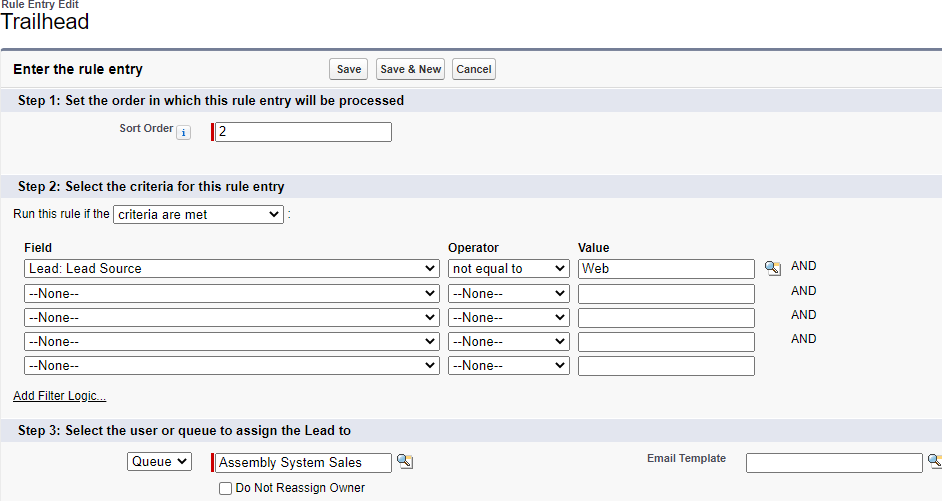 Rule Entry Edit
Trailhead
Enter the rule entry Save Save & New Cancel
Step 1: Set the order in which this rule entry will be processed
Sort Order i 2
Step 2: Select the criteria for this rule entry
Run this rule if the criteria are met :
Field Operator Value
Lead: Lead Source not equal to Web AND
--None-- --None-- AND
--None-- --None-- AND
--None-- --None-- AND
--None-- --None--
Add Filter Logic...
Step 3: Select the user or queue to assign the Lead to
Queue Assembly System Sales Email Template
Do Not Reassign Owner